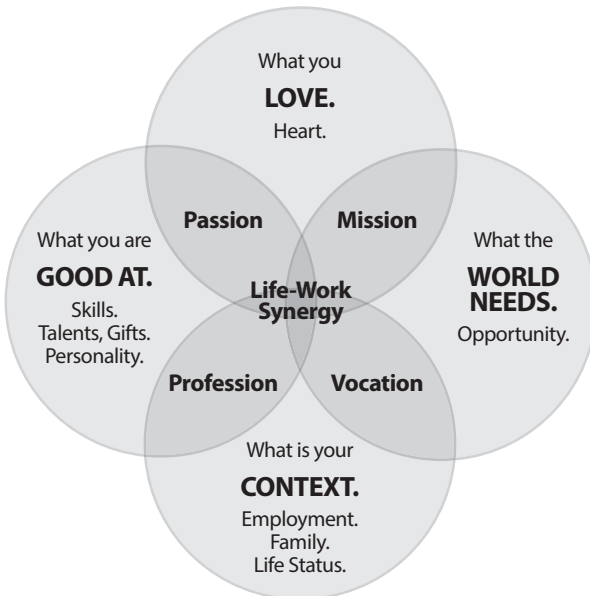 What you
LOVE.
Heart.
Passion
Mission
What you are
GOOD AT.
Skills.
Talents, Gifts.
Personality.
Life-Work
Synergy
What the
WORLD
NEEDS.
Opportunity.
Profession
Vocation
What is your
CONTEXT.
Employment.
Family.
Life Status.